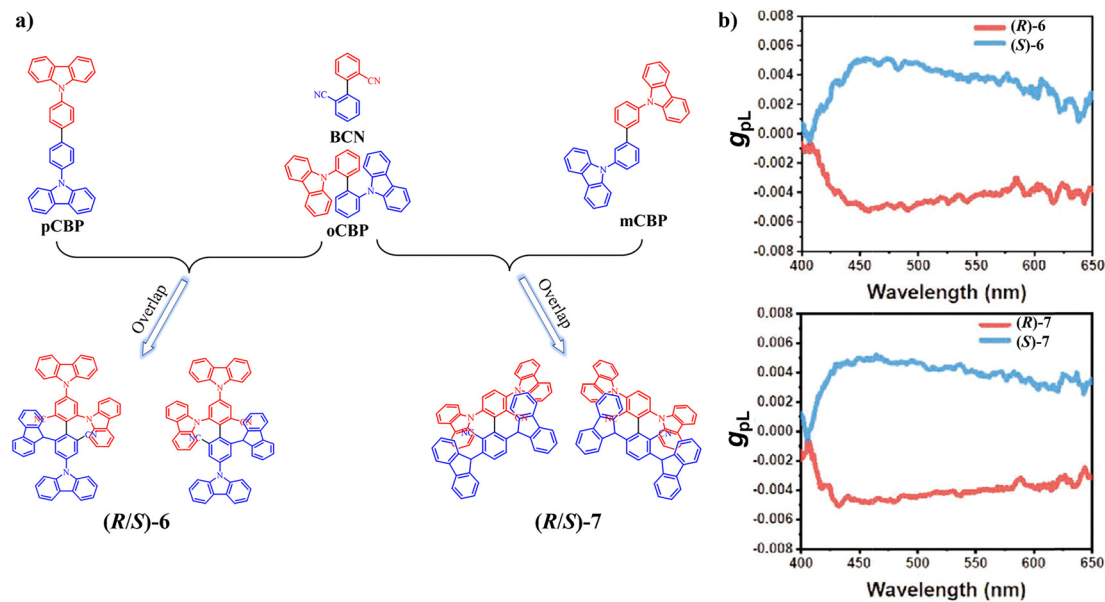 a)
N
N
pCBP
CN
NC
BCN
N
N
oCBP
N
N
mCBP
Overlap
Overlap
N
N
N
N
(R/S)-6
N
N
(R/S)-7
b)
0.008
0.006
0.004
0.002
0.000
-0.002
-0.004
-0.006
-0.008
gpL
(R)-6
(S)-6
400 450 500 550 600 650
Wavelength (nm)
0.008
0.006
0.004
0.002
0.000
-0.002
-0.004
-0.006
-0.008
gpL
(R)-7
(S)-7
400 450 500 550 600 650
Wavelength (nm)